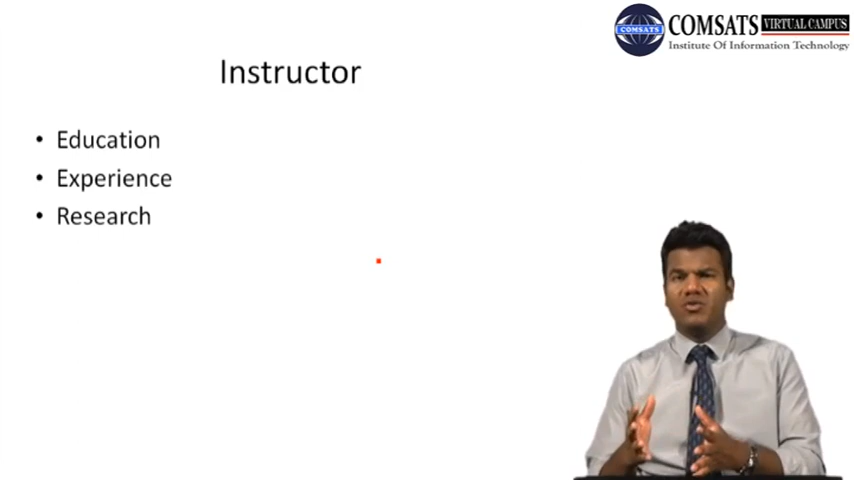 COMSATS VIRTUAL CAMPUS
COMSATS
Institute Of Information Technology
Instructor
• Education
• Experience
• Research